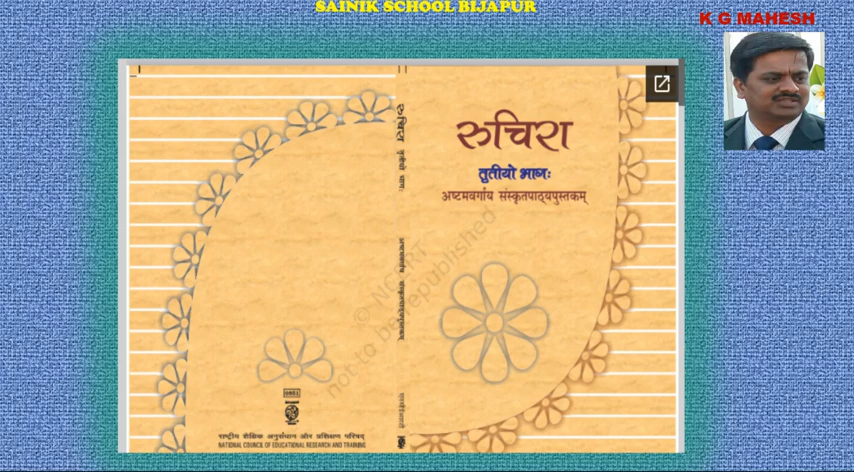 SAINIK SCHOOL BIJAPUR
K G MAHESH
रुचिरा
तृतीयो भागः
अष्टमवर्गाय संस्कृतपाठ्यपुस्तकम्
रुचिरा तृतीयो भागः
© NCERT
not to be republished
0851
राष्ट्रीय शैक्षिक अनुसंधान और प्रशिक्षण परिषद्
NATIONAL COUNCIL OF EDUCATIONAL RESEARCH AND TRAINING